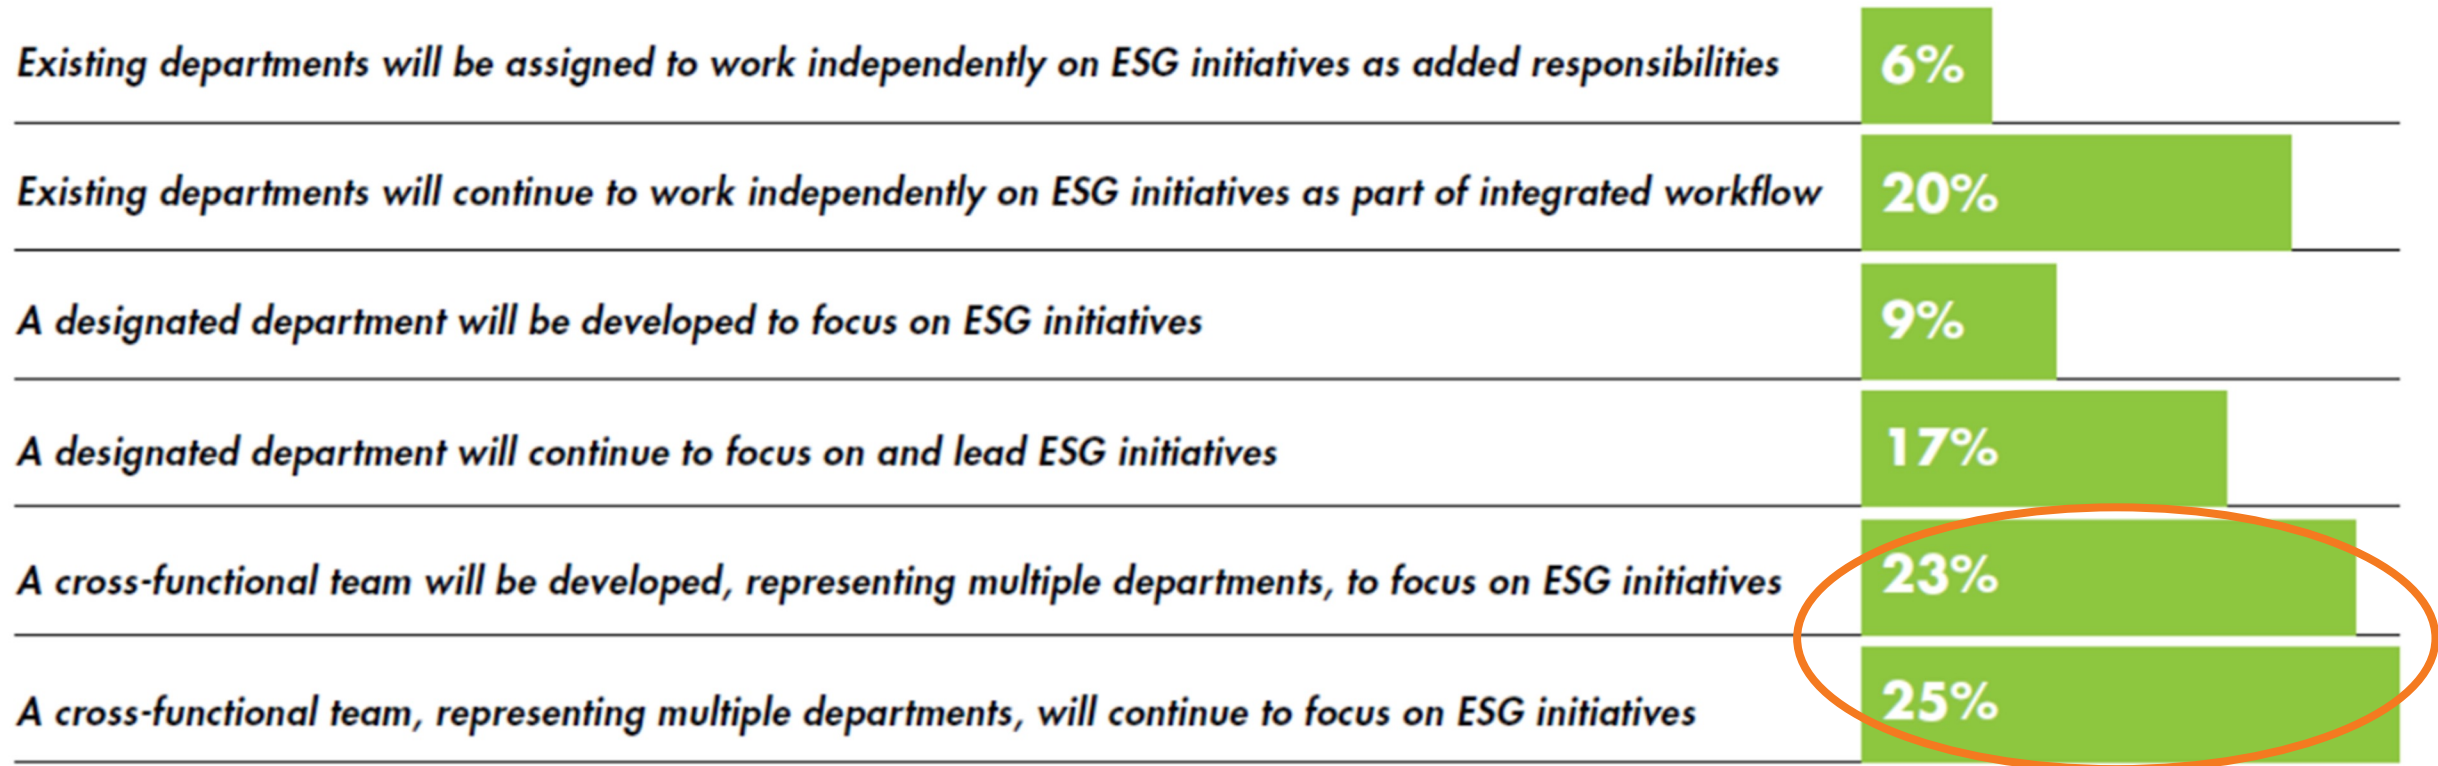 Existing departments will be assigned to work independently on ESG initiatives as added responsibilities 6%
Existing departments will continue to work independently on ESG initiatives as part of integrated workflow 20%
A designated department will be developed to focus on ESG initiatives 9%
A designated department will continue to focus on and lead ESG initiatives 17%
A cross-functional team will be developed, representing multiple departments, to focus on ESG initiatives 23%
A cross-functional team, representing multiple departments, will continue to focus on ESG initiatives 25%